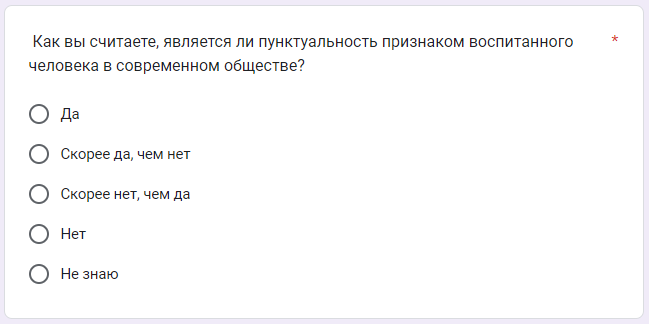 Как вы считаете, является ли пунктуальность признаком воспитанного *
человека в современном обществе?
Да
Скорее да, чем нет
Скорее нет, чем да
Нет
Не знаю